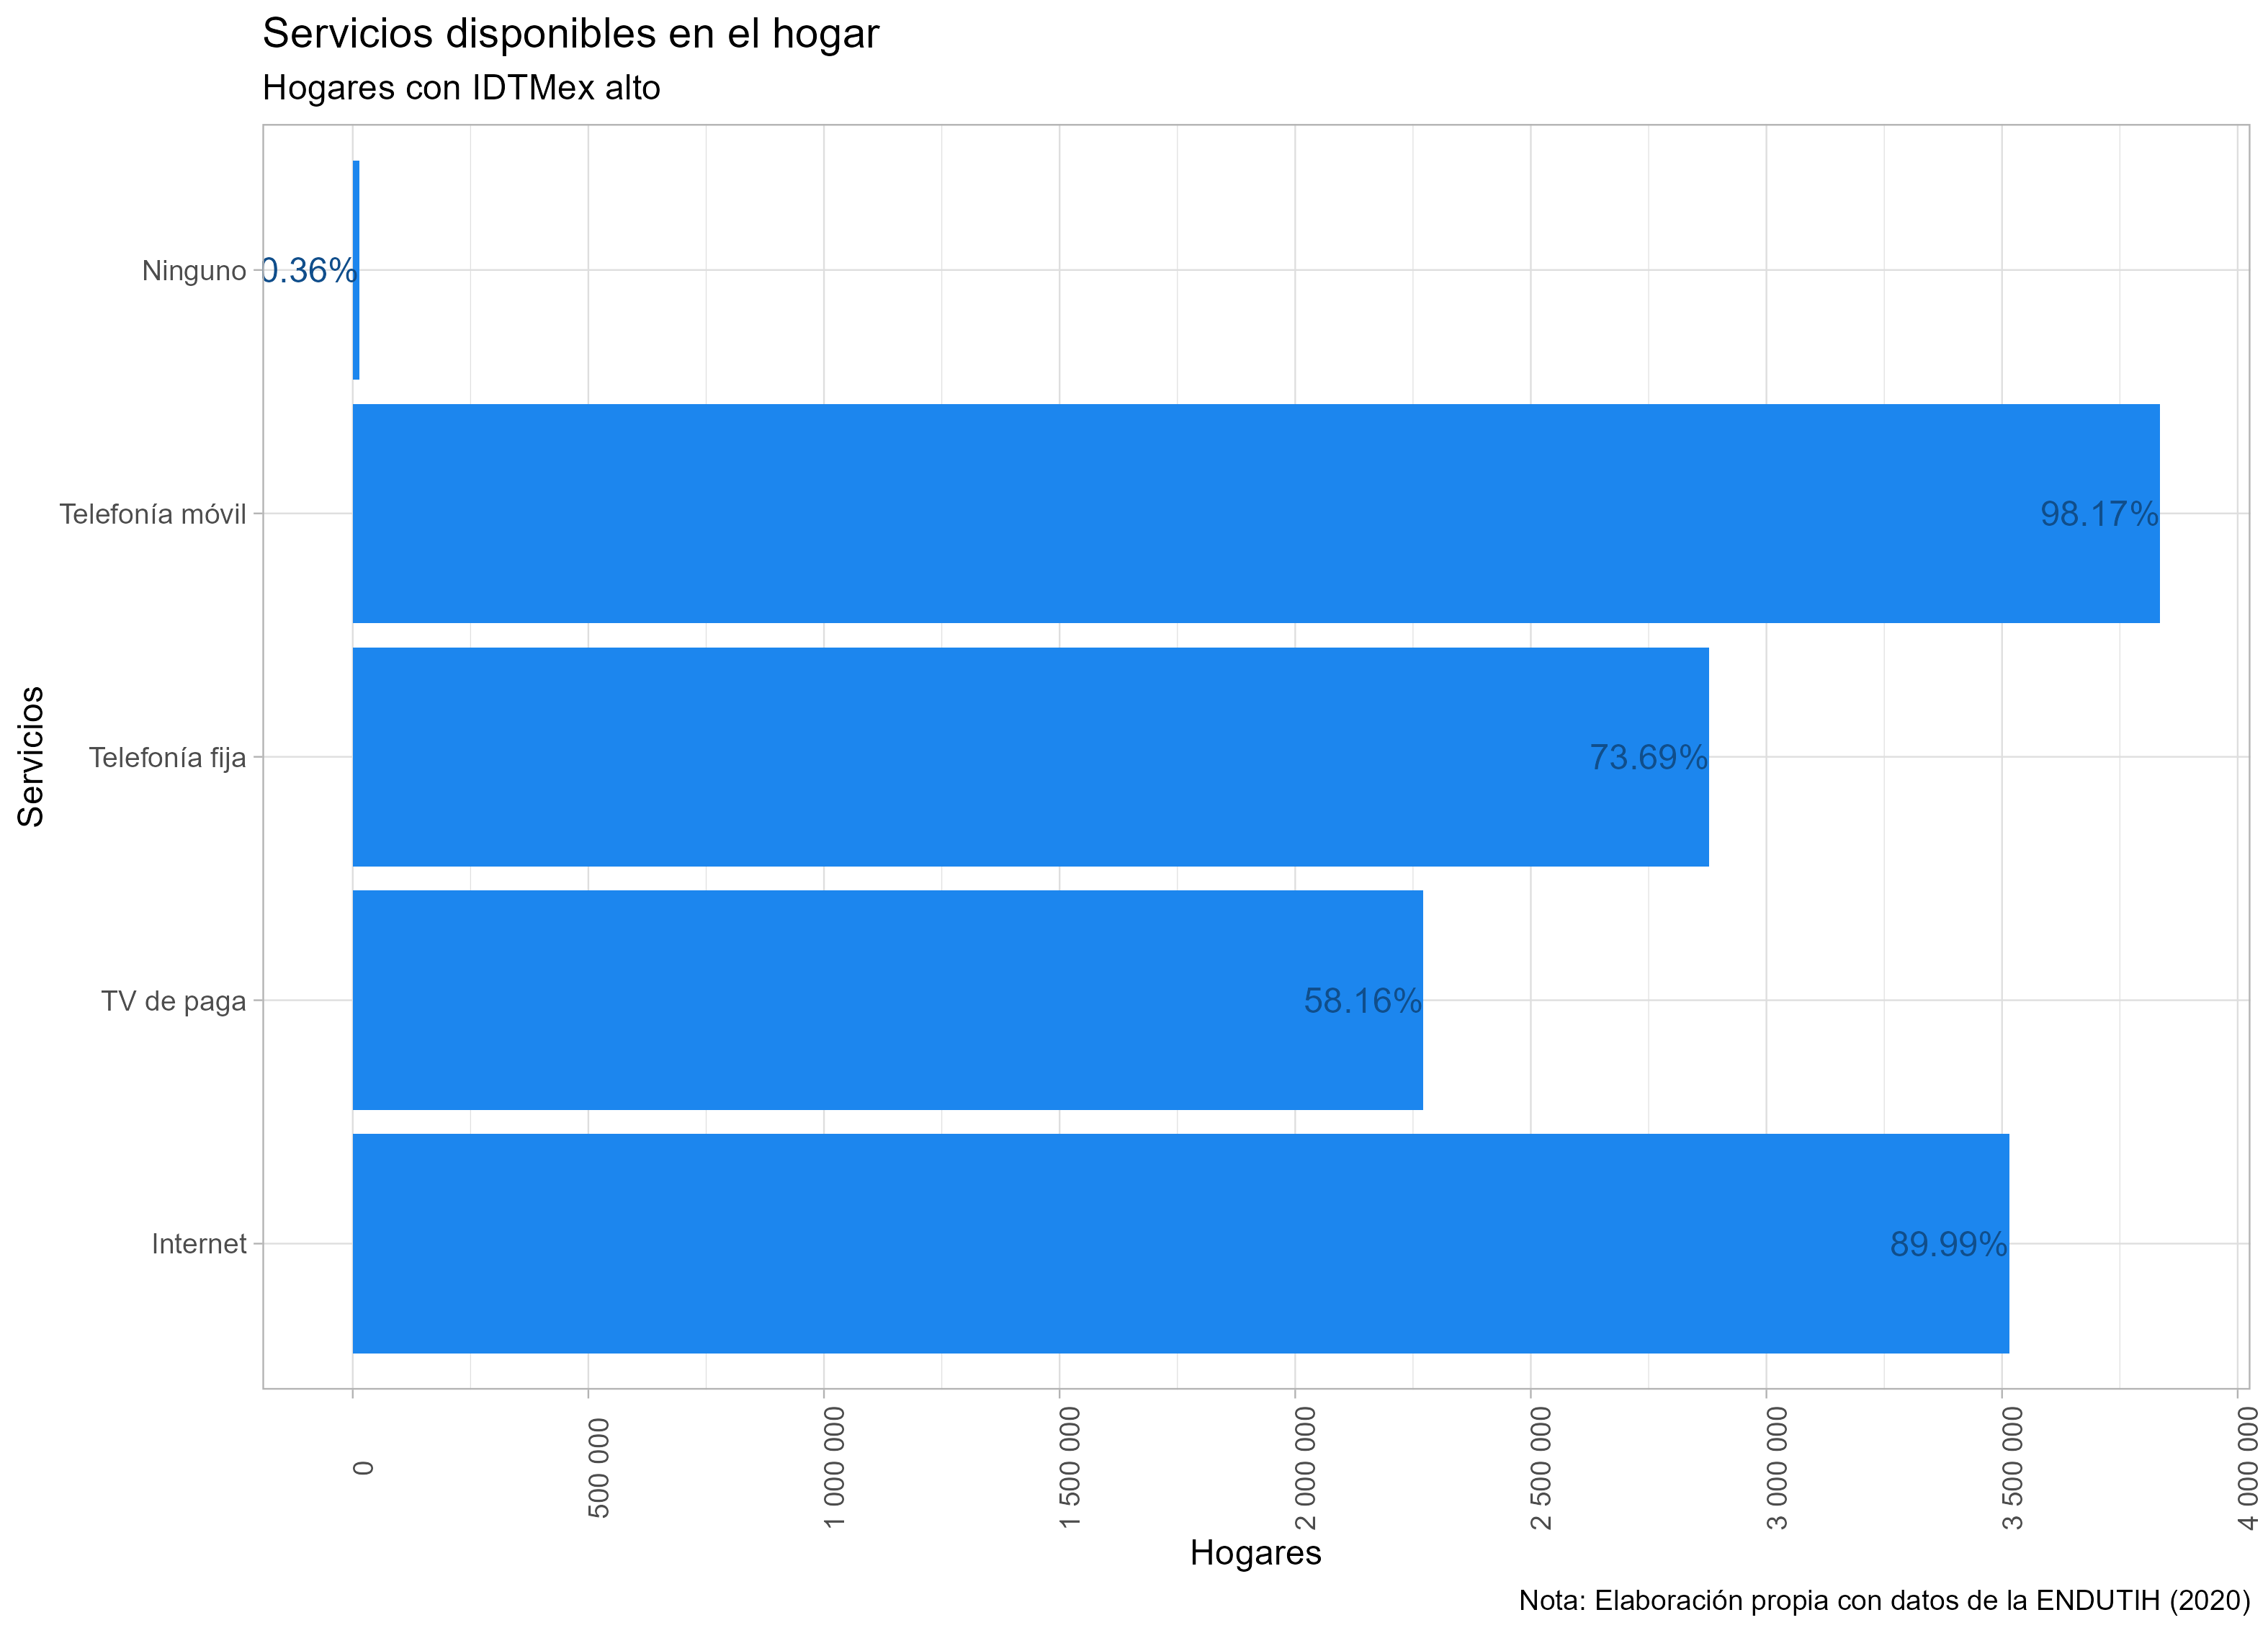 Servicios disponibles en el hogar
Hogares con IDTMex alto
Servicios
Ninguno
0.36%
Telefonía móvil
98.17%
Telefonía fija
73.69%
TV de paga
58.16%
Internet
89.99%
0
500 000
1 000 000
1 500 000
2 000 000
2 500 000
3 000 000
3 500 000
4 000 000
Hogares
Nota: Elaboración propia con datos de la ENDUTIH (2020)